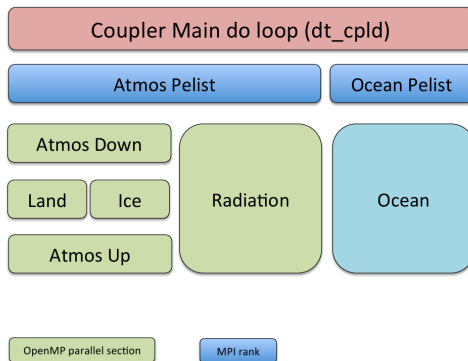 Coupler Main do loop (dt_cpld)
Atmos Pelist
Ocean Pelist
Atmos Down
Land
Ice
Radiation
Ocean
Atmos Up
OpenMP parallel section
MPI rank